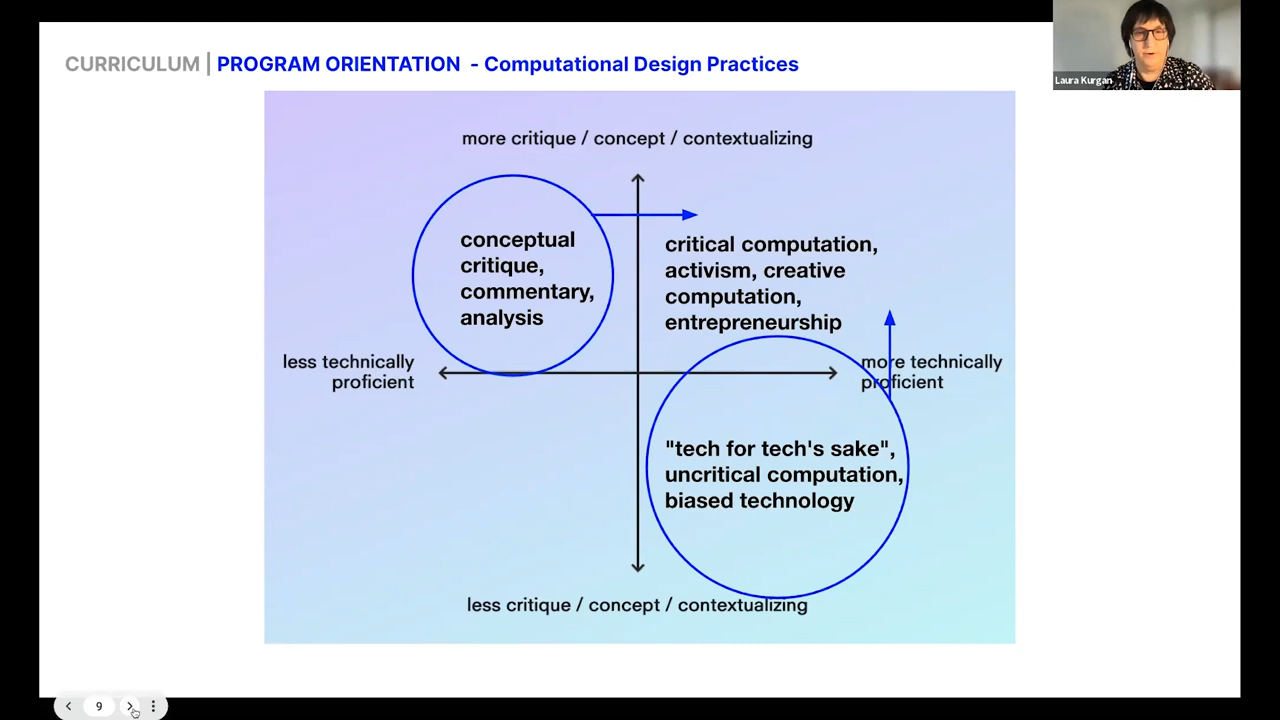 CURRICULUM | PROGRAM ORIENTATION - Computational Design Practices
Laura Kurgan
more critique / concept / contextualizing
conceptual
critique,
commentary,
analysis
critical computation,
activism, creative
computation,
entrepreneurship
less technically
proficient
more technically
proficient
"tech for tech's sake",
uncritical computation,
biased technology
less critique / concept / contextualizing
9